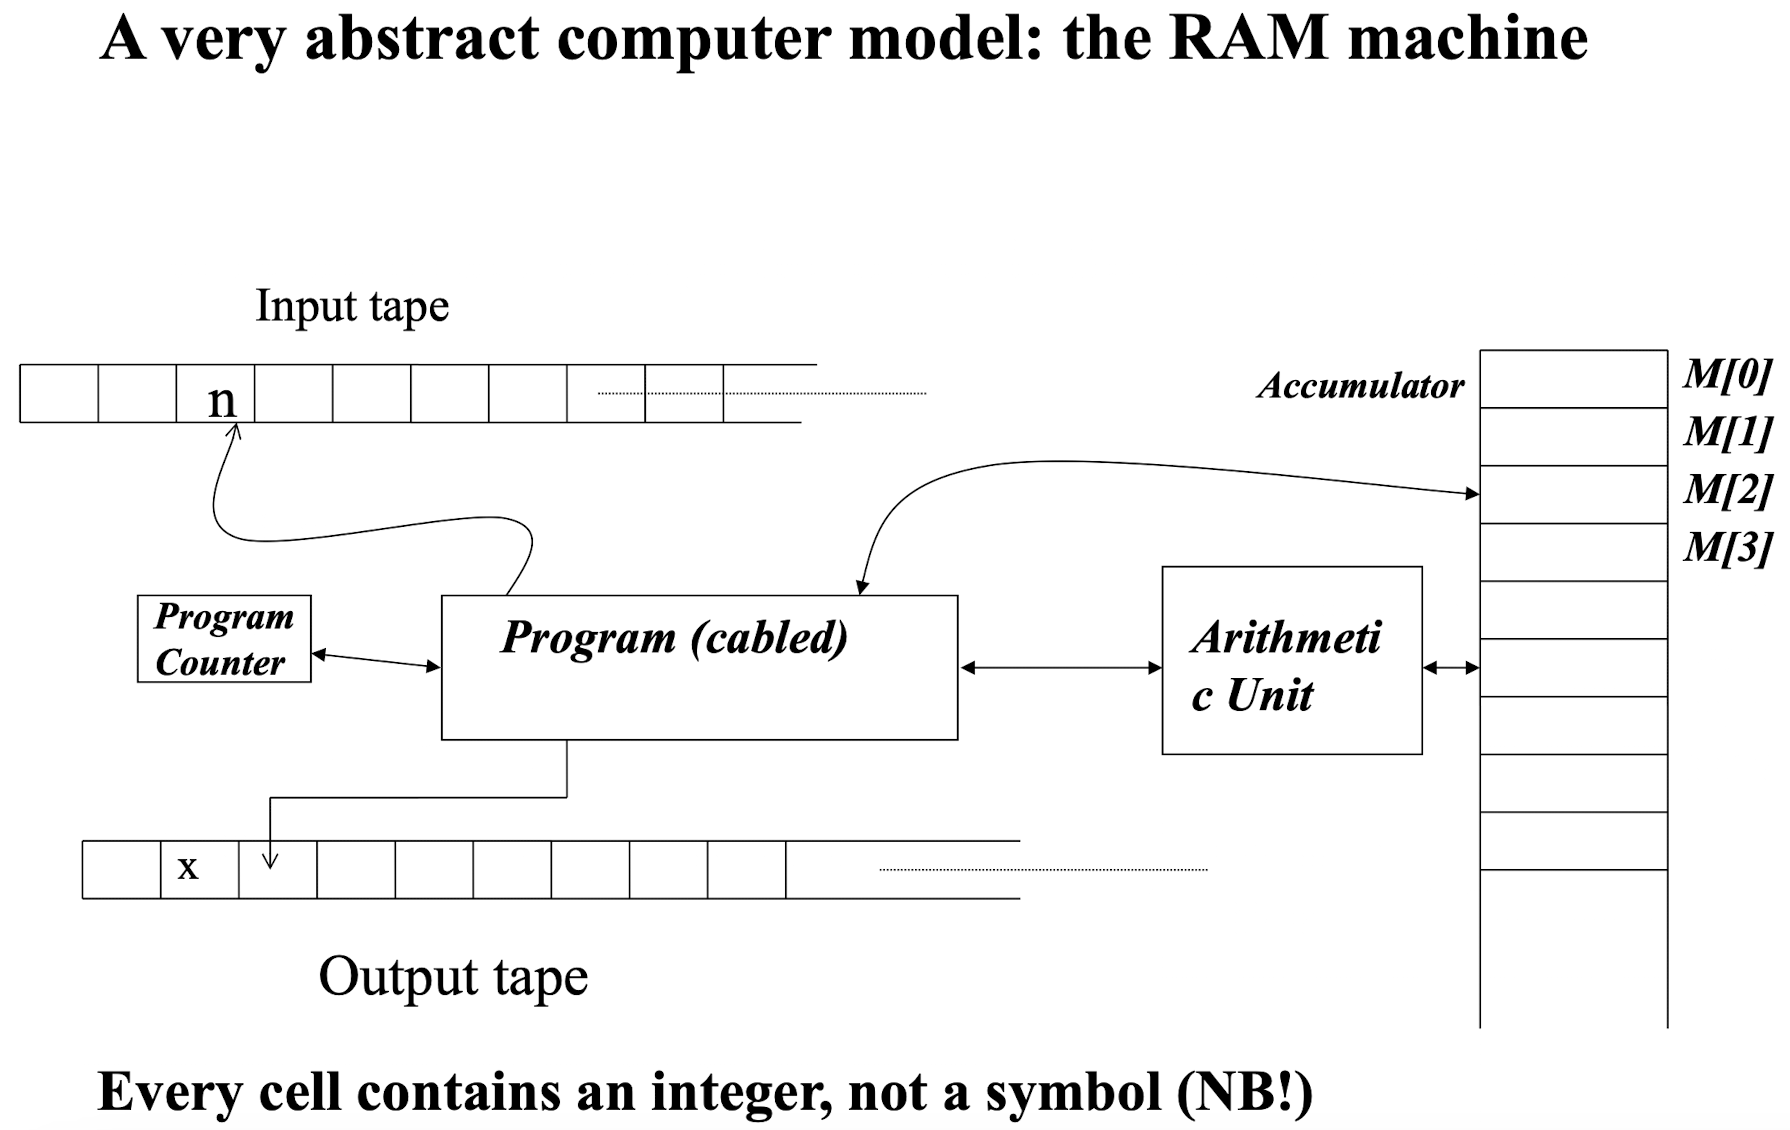 A very abstract computer model: the RAM machine
Input tape
n
Accumulator
M[0]
M[1]
M[2]
M[3]
Program
Counter
Program (cabled)
Arithmeti
c Unit
x
Output tape
Every cell contains an integer, not a symbol (NB!)